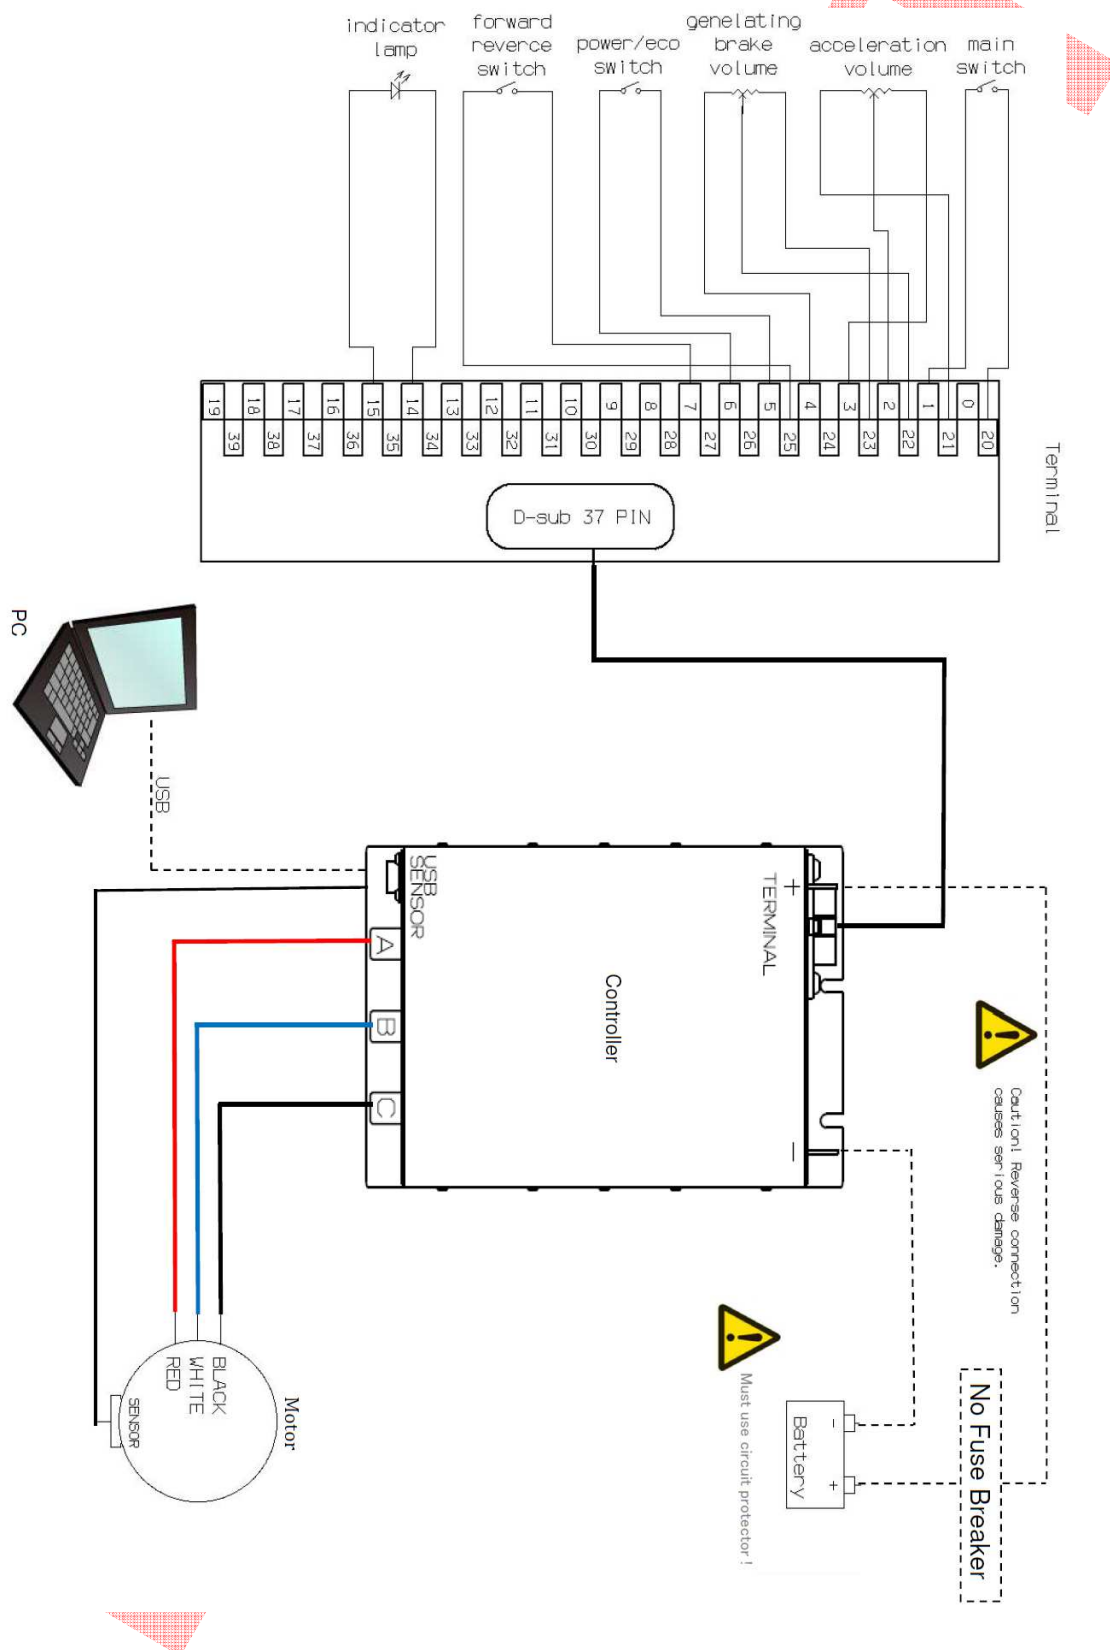 indicator
lamp
forward
reverce
switch
power/eco
switch
genelating
brake
volume
acceleration
volume
main
switch
19 18 17 16 15 14 13 12 11 10 9 8 7 6 5 4 3 2 1 0
39 38 37 36 35 34 33 32 31 30 29 28 27 26 25 24 23 22 21 20
Terminal
D-sub 37 PIN
PC
USB
USB
SENSOR
+
TERMINAL
Controller
A
B
C
−
Caution! Reverse connection
causes serious damage.
Must use circuit protector !
No Fuse Breaker
− +
Battery
Motor
BLACK
WHITE
RED
SENSOR